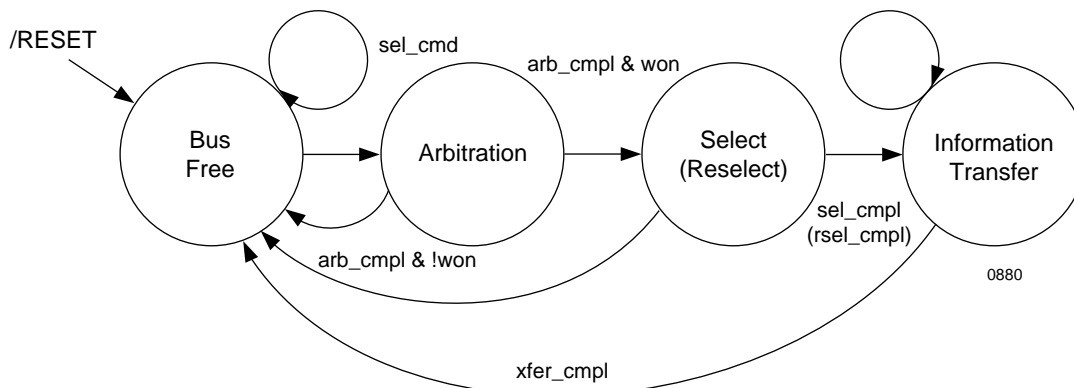 /RESET
sel_cmd
arb_cmpl & won
Bus
Free
Arbitration
Select
(Reselect)
Information
Transfer
sel_cmpl
(rsel_cmpl)
arb_cmpl & !won
0880
xfer_cmpl